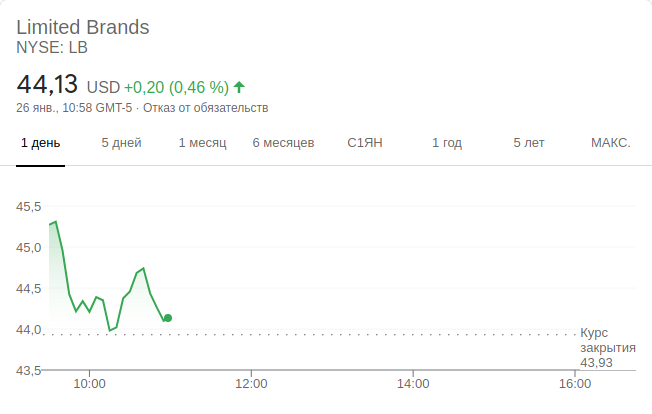 Limited Brands
NYSE: LB
44,13 USD +0,20 (0,46 %)
26 янв., 10:58 GMT-5 · Отказ от обязательств
1 день 5 дней 1 месяц 6 месяцев С1ЯН 1 год 5 лет МАКС.
45,5
45,0
44,5
44,0
Курс
закрытия
43,93
43,5
10:00 12:00 14:00 16:00